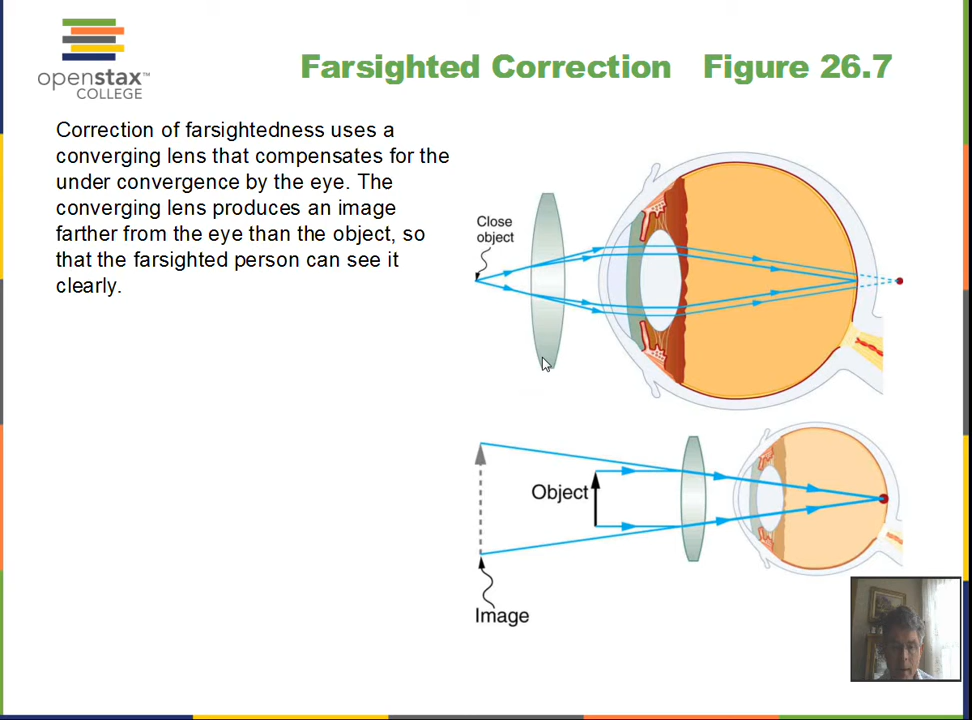 openstax™
COLLEGE
Farsighted Correction Figure 26.7
Correction of farsightedness uses a
converging lens that compensates for the
under convergence by the eye. The
converging lens produces an image
farther from the eye than the object, so
that the farsighted person can see it
clearly.
Close
object
Object
Image